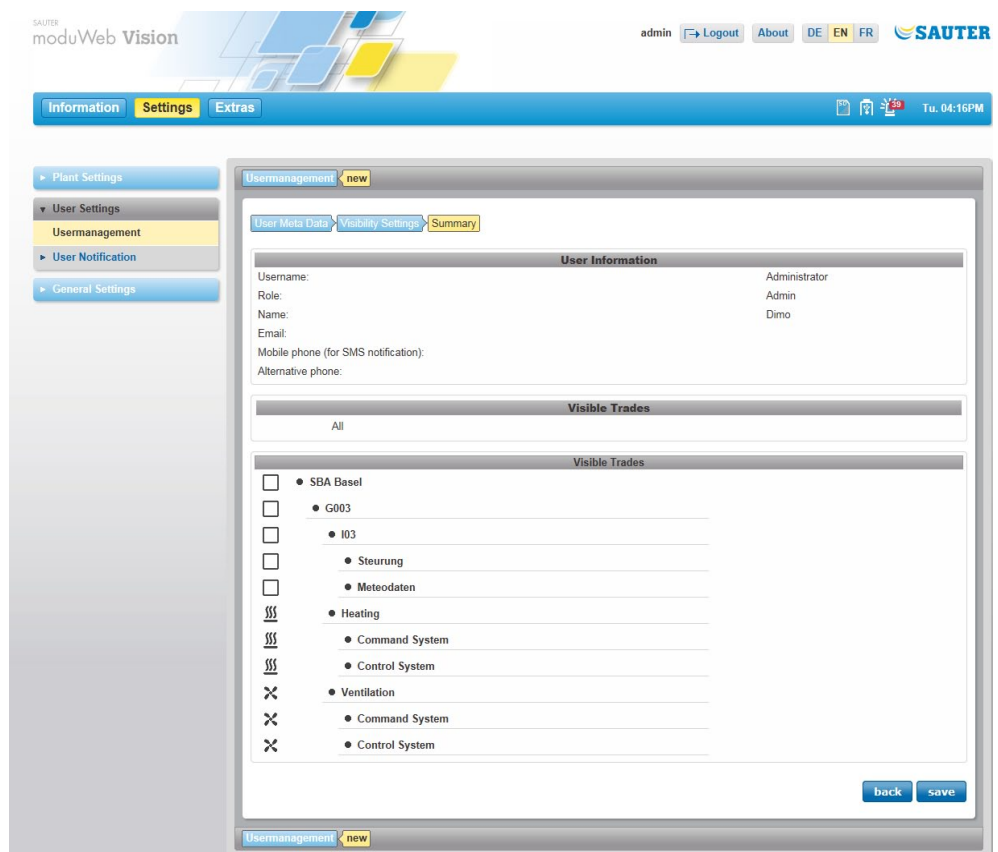 SAUTER
moduWeb Vision
admin Logout About DE EN FR SAUTER
Information Settings Extras 39 Tu. 04:16PM
Plant Settings
User Settings
Usermanagement
User Notification
General Settings
Usermanagement new
User Meta Data Visibility Settings Summary
User Information
Username: Administrator
Role: Admin
Name: Dimo
Email:
Mobile phone (for SMS notification):
Alternative phone:
Visible Trades
All
Visible Trades
SBA Basel
G003
I03
Steurung
Meteodaten
Heating
Command System
Control System
Ventilation
Command System
Control System
back save
Usermanagement new